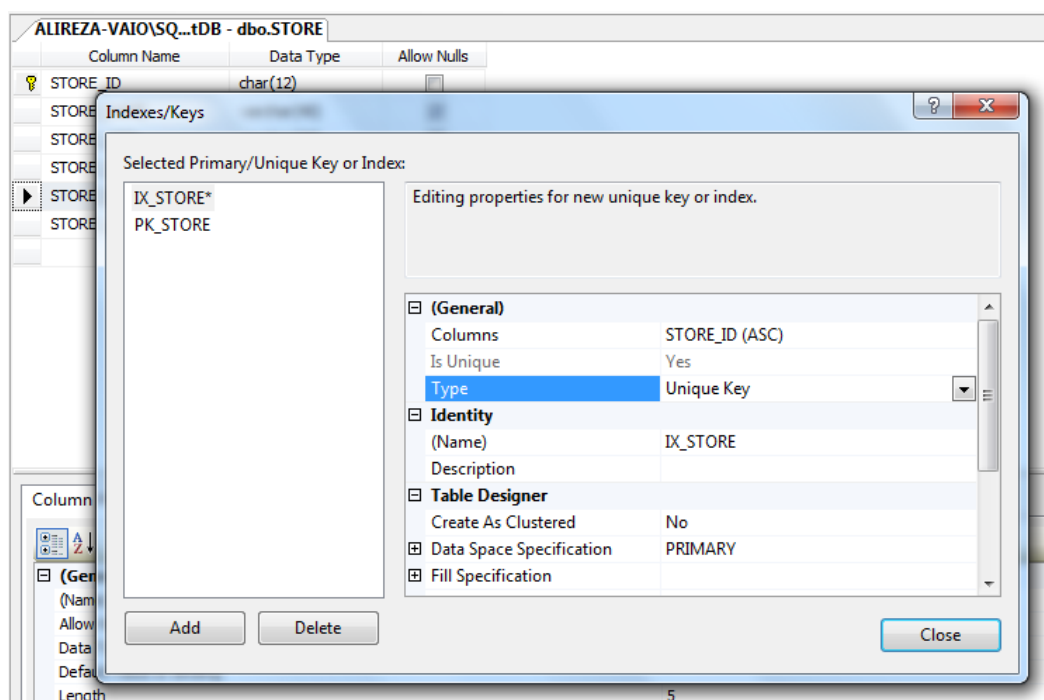 ALIREZA-VAIO\SQ...tDB - dbo.STORE
Column Name Data Type Allow Nulls
STORE_ID char(12)
STORE
STORE
STORE
STORE
STORE
Indexes/Keys
Selected Primary/Unique Key or Index:
IX_STORE*
PK_STORE
Editing properties for new unique key or index.
(General)
Columns STORE_ID (ASC)
Is Unique Yes
Type Unique Key
Identity
(Name) IX_STORE
Description
Table Designer
Create As Clustered No
Data Space Specification PRIMARY
Fill Specification
Add Delete
Close
Column
(Gen
(Nam
Allow
Data
Defau
Length 5